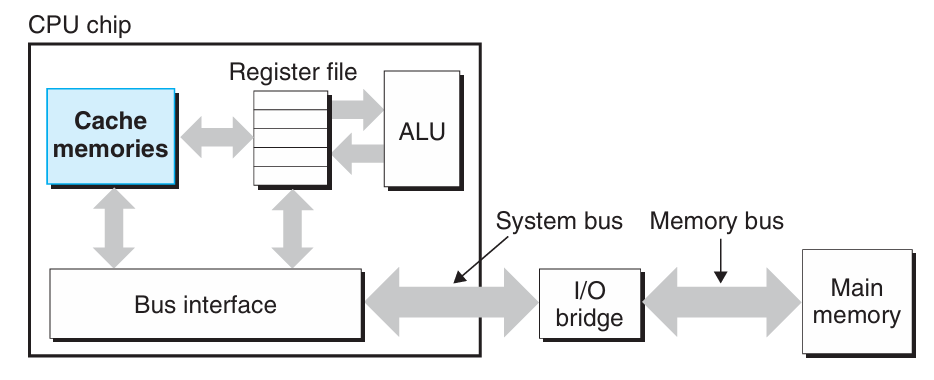 CPU chip
Register file
Cache
memories
ALU
System bus
Memory bus
Bus interface
I/O
bridge
Main
memory